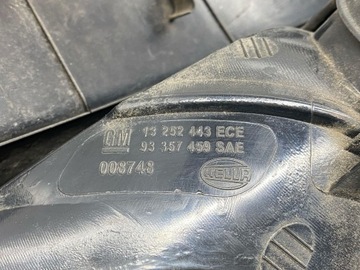 GM 13 252 443 ECE
93 357 459 SAE
008748 HELLA